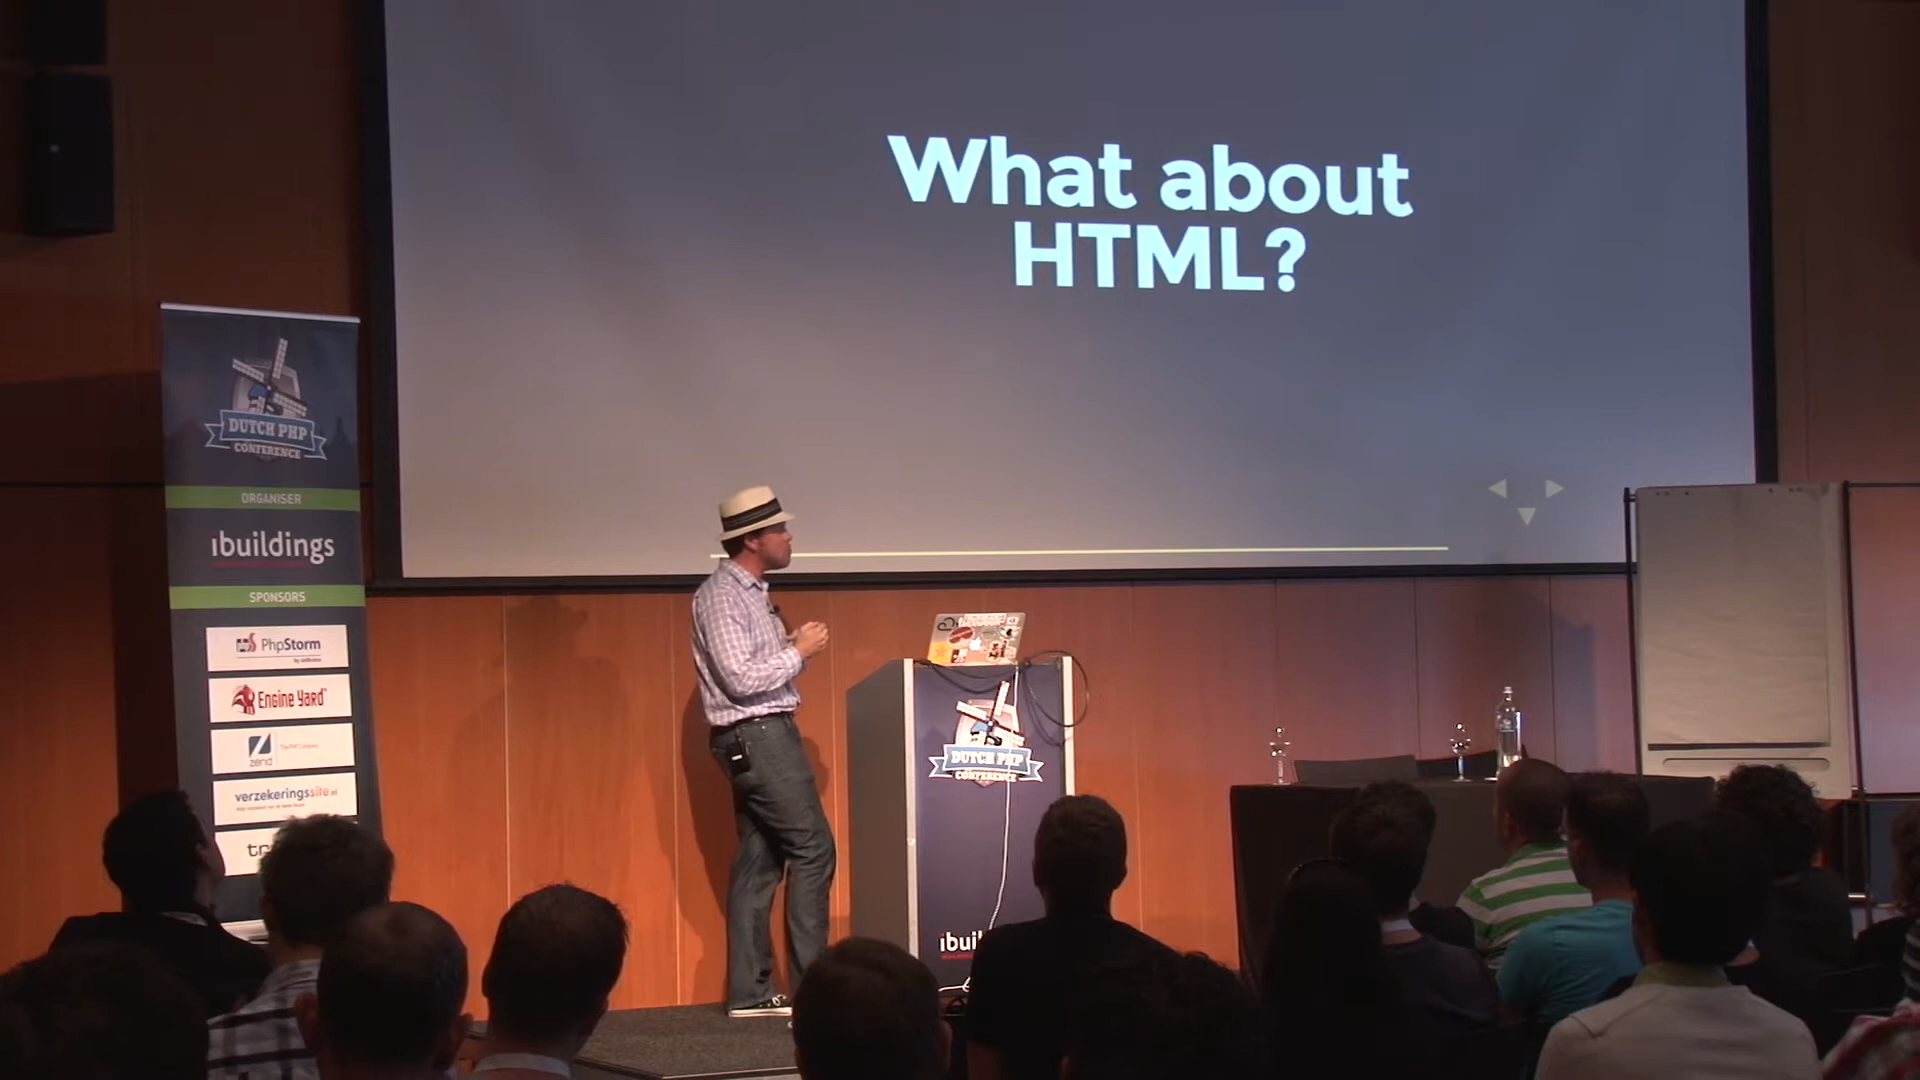 What about
HTML?
DUTCH PHP
CONFERENCE
ORGANISER
ibuildings
SPONSORS
PhpStorm
Engine Yard
zend
verzekeringssite.nl
DUTCH PHP
CONFERENCE